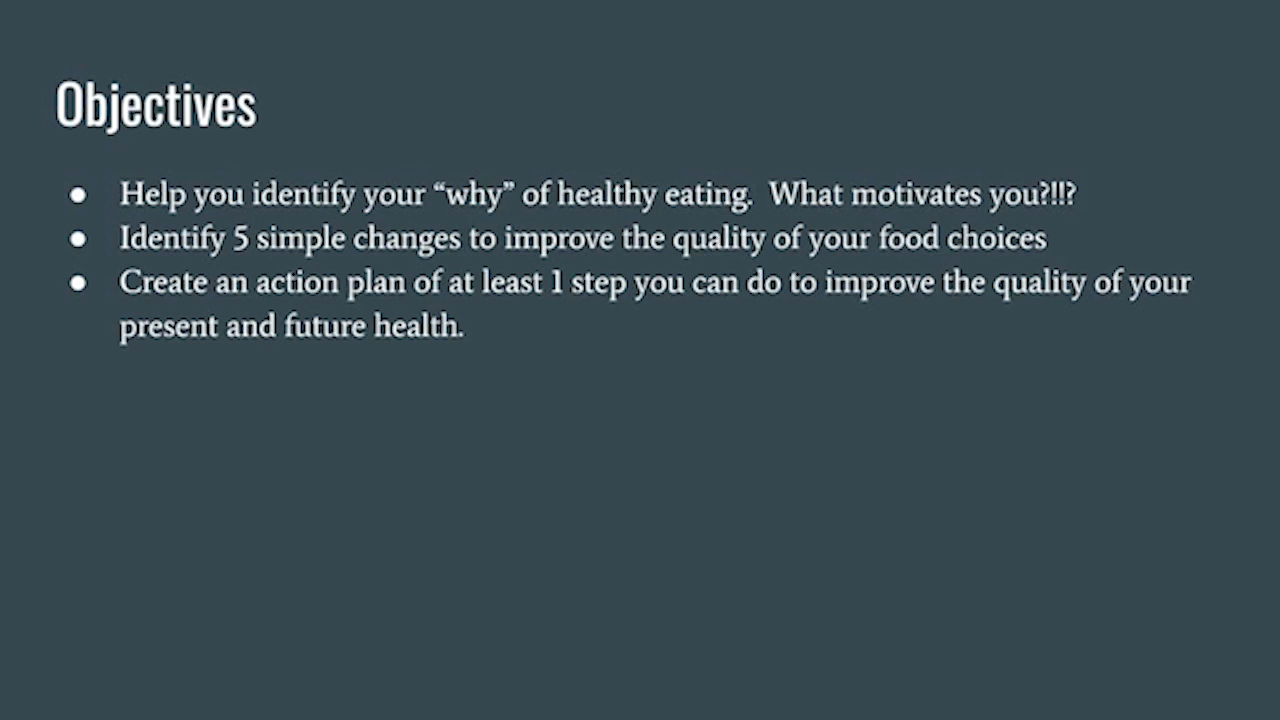 Objectives
● Help you identify your “why” of healthy eating.  What motivates you?!!?
● Identify 5 simple changes to improve the quality of your food choices
● Create an action plan of at least 1 step you can do to improve the quality of your
present and future health.